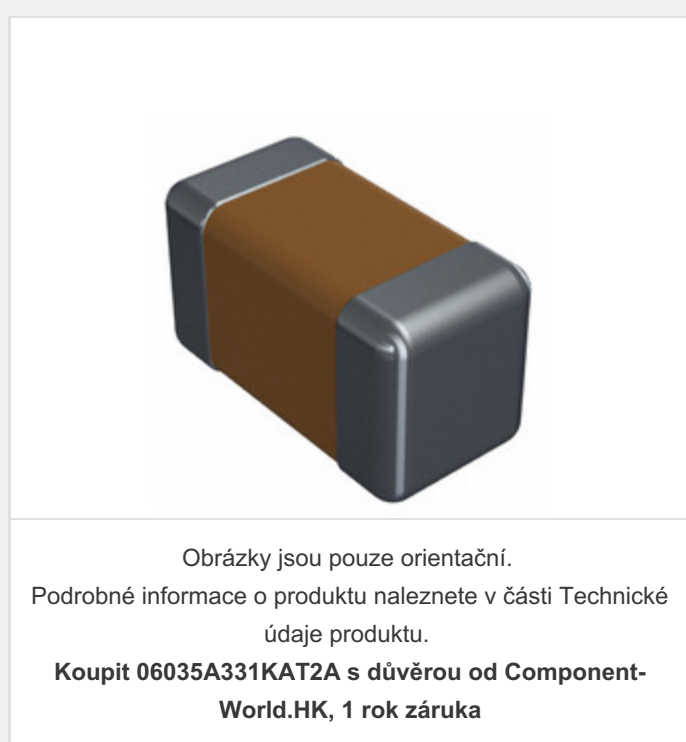 Obrázky jsou pouze orientační.
Podrobné informace o produktu naleznete v části Technické
údaje produktu.
Koupit 06035A331KAT2A s důvěrou od Component-
World.HK, 1 rok záruka